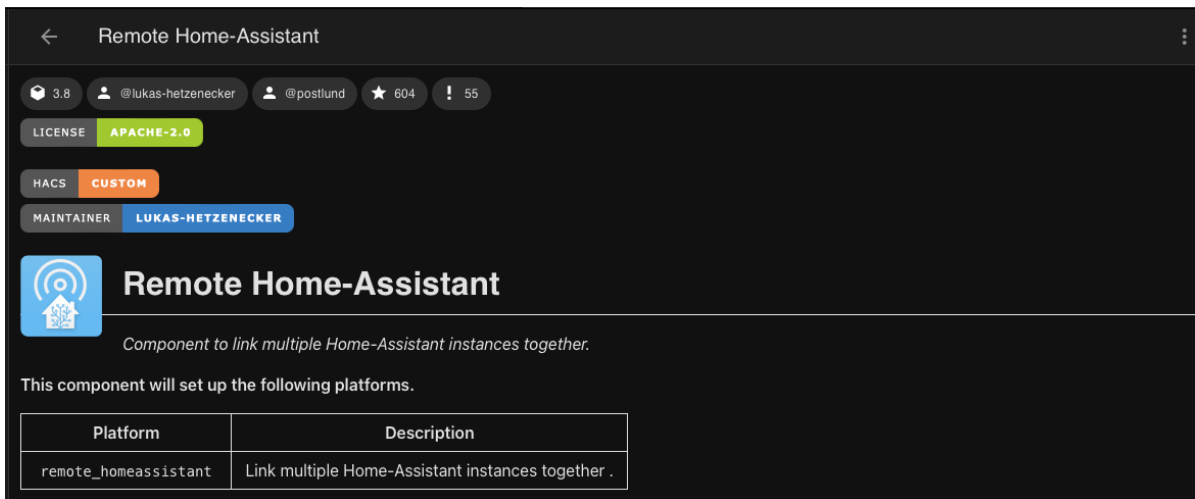 Remote Home-Assistant
3.8 @lukas-hetzenecker @postlund 604 55
LICENSE APACHE-2.0
HACS CUSTOM
MAINTAINER LUKAS-HETZENECKER
Remote Home-Assistant
Component to link multiple Home-Assistant instances together.
This component will set up the following platforms.
Platform Description
remote_homeassistant Link multiple Home-Assistant instances together .